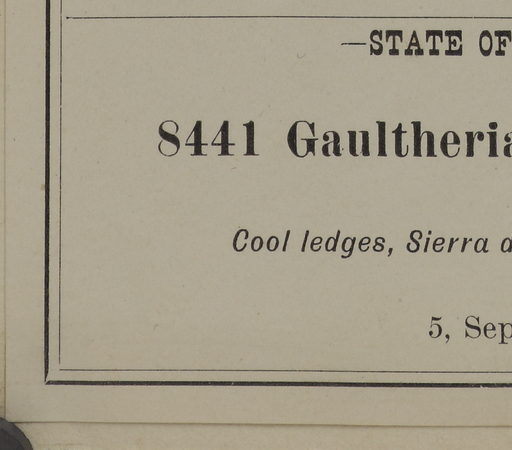 —STATE OF
8441 Gaultheria
Cool ledges, Sierra
5, Sep